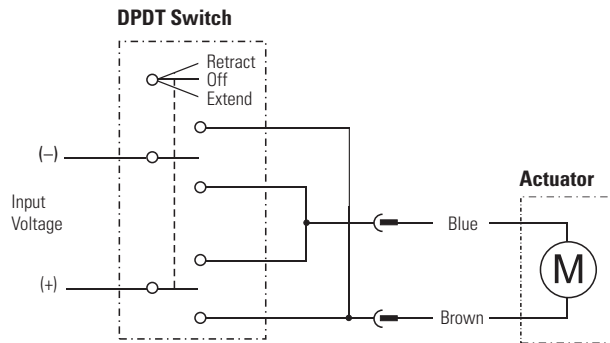 DPDT Switch
Retract
Off
Extend
(–)
Input
Voltage
(+)
Actuator
Blue
M
Brown